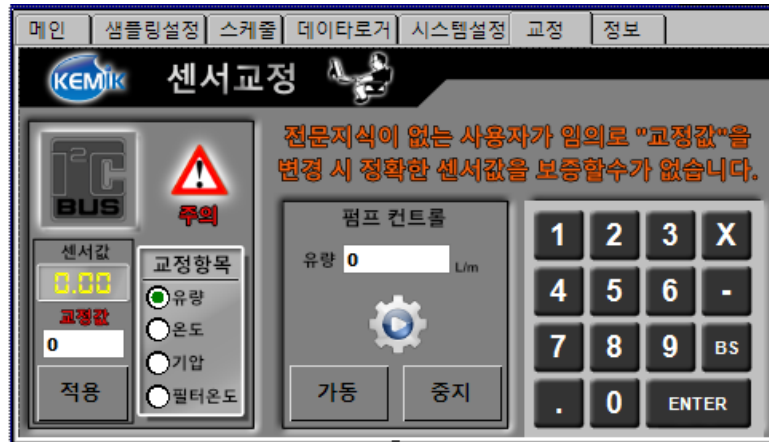 메인 샘플링설정 스케줄 데이타로거 시스템설정 교정 정보
KEMIK 센서교정
전문지식이 없는 사용자가 임의로 "교정값"을
변경 시 정확한 센서값을 보증할수가 없습니다.
I²C
BUS
주의
센서값
0.00
교정값
0
적용
교정항목
유량
온도
기압
필터온도
펌프 컨트롤
유량 0 L/m
가동 중지
1 2 3 X
4 5 6 -
7 8 9 BS
. 0 ENTER